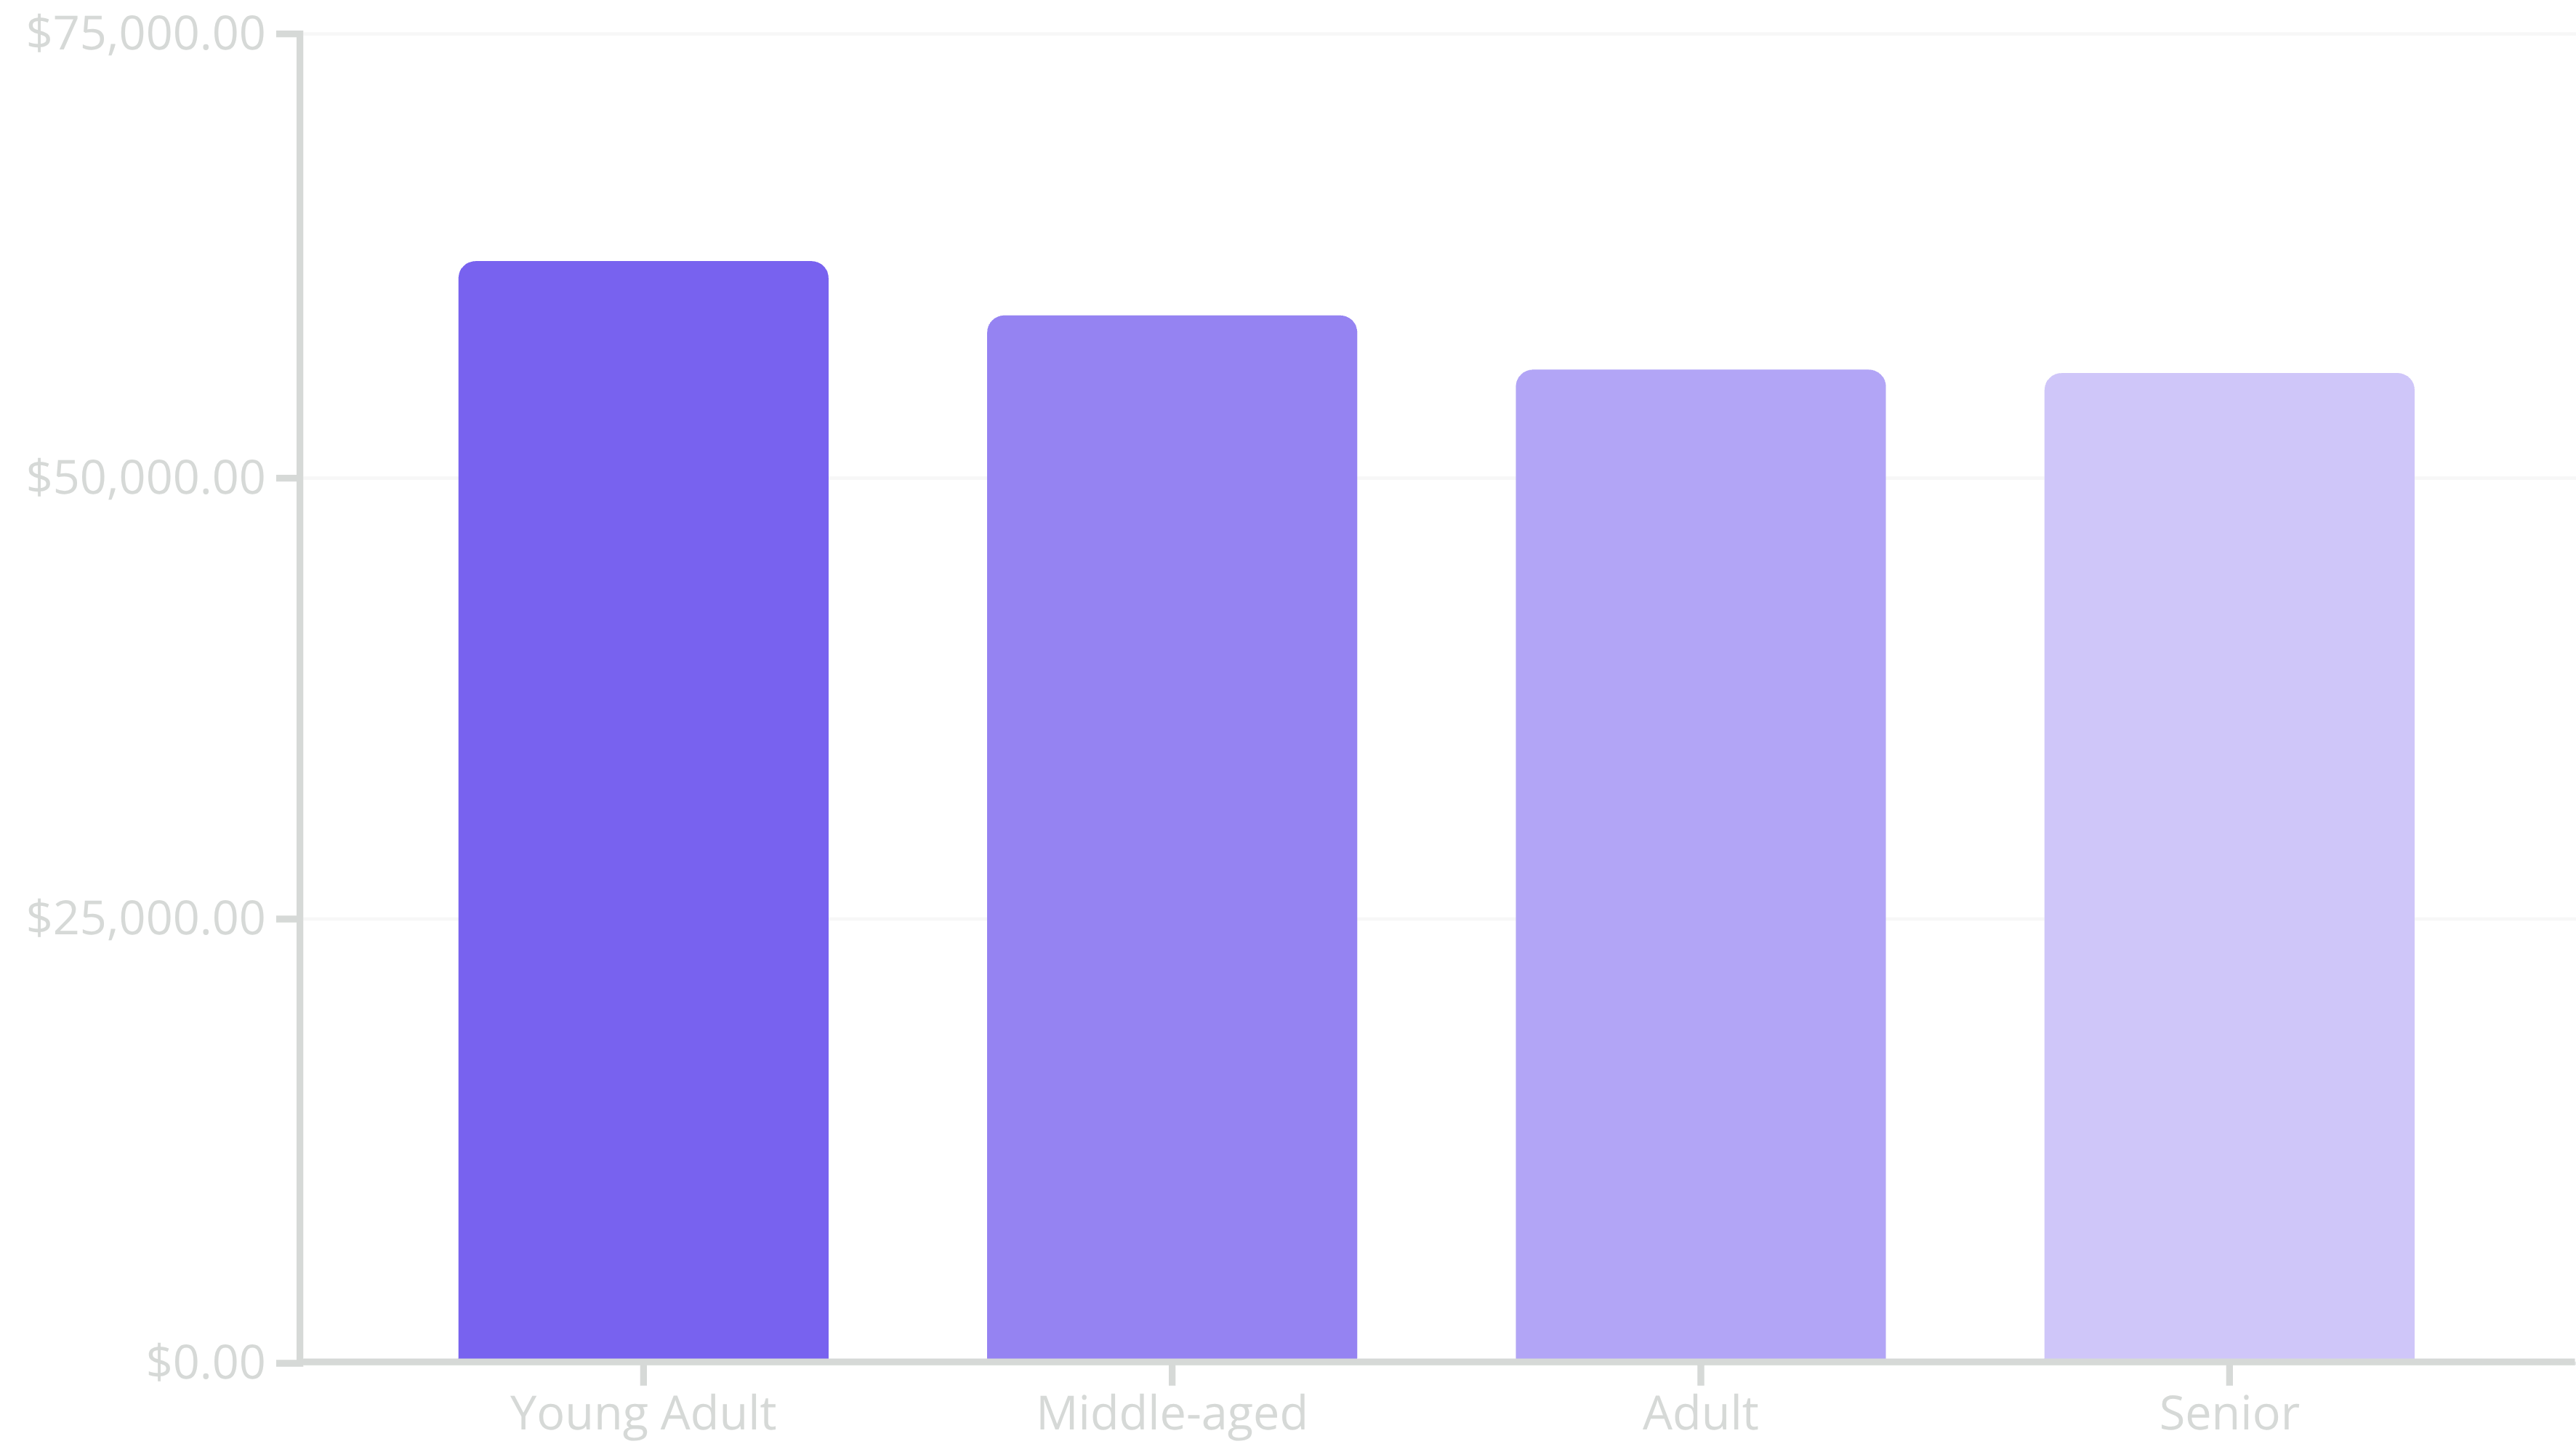 $75,000.00
$50,000.00
$25,000.00
$0.00
Young Adult
Middle-aged
Adult
Senior